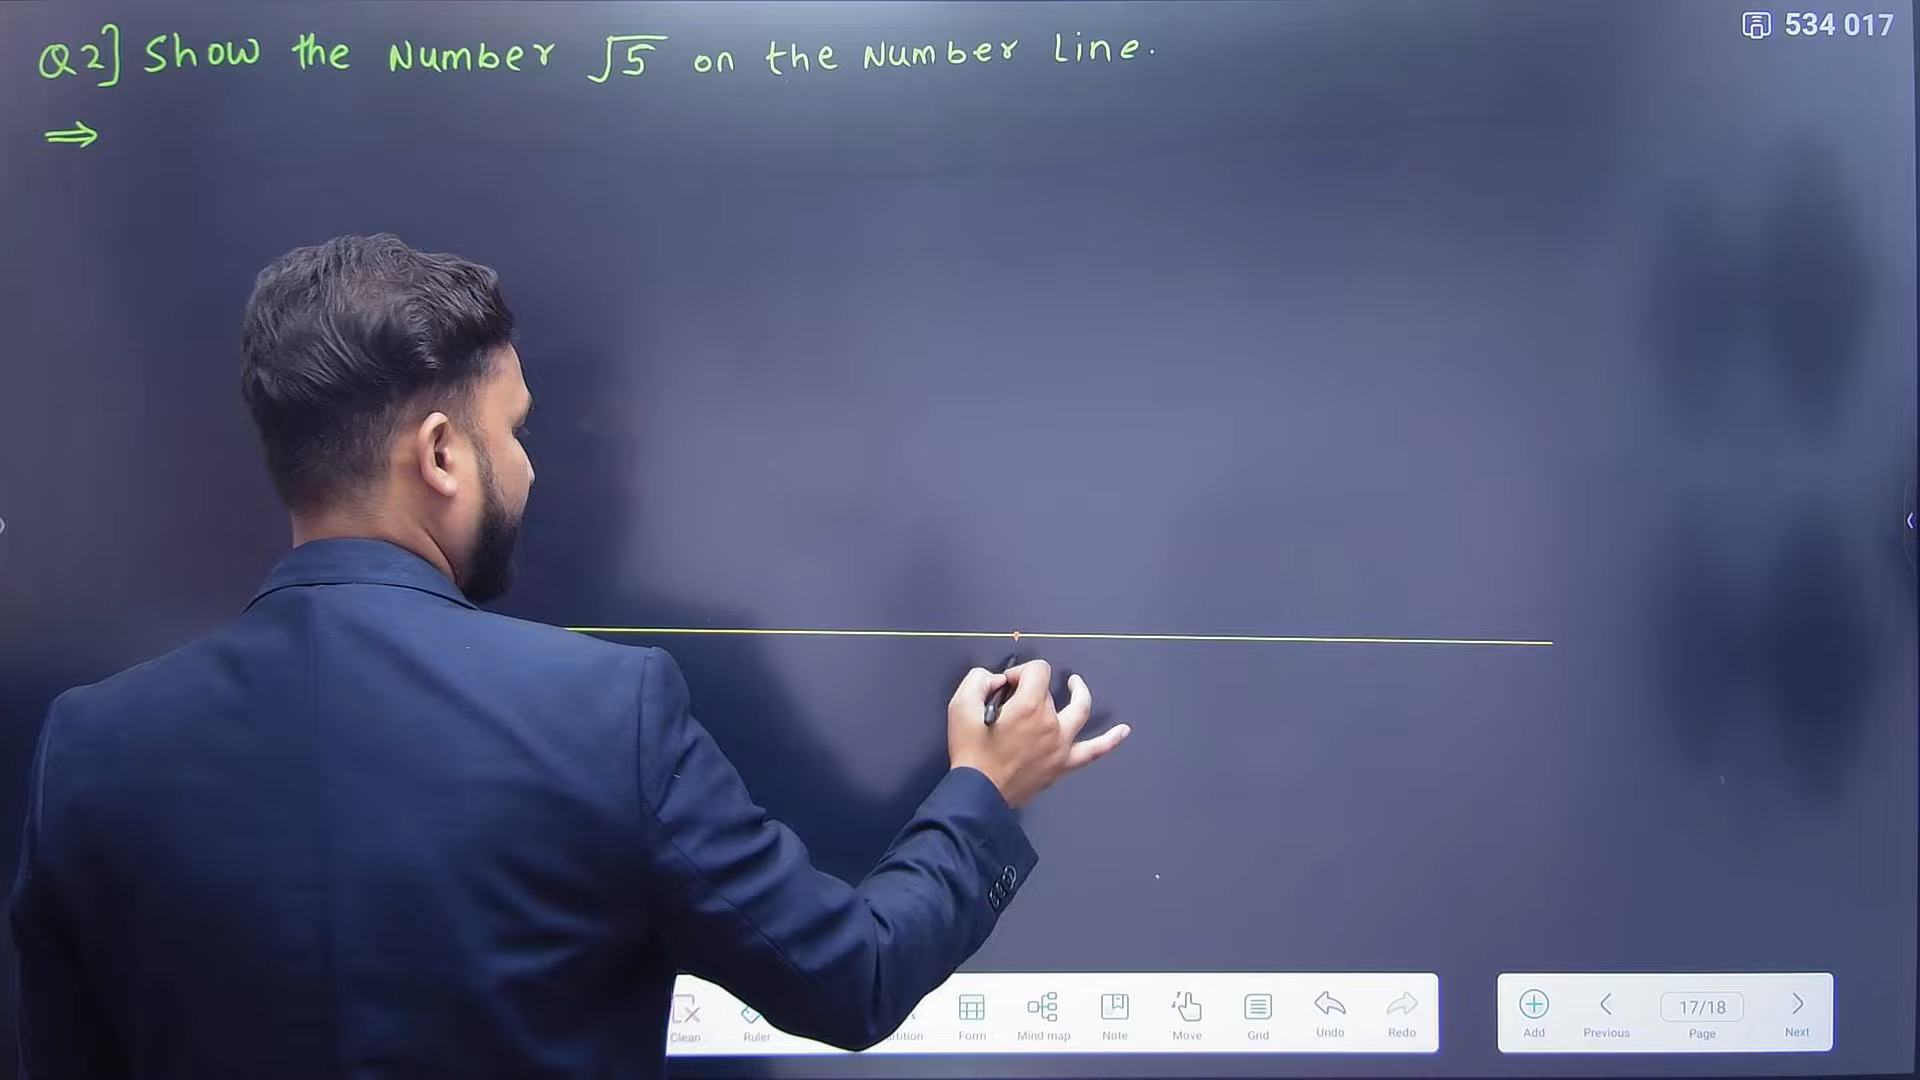 Q2] Show the Number √5 on the Number Line.
⇒
534 017
Clean Ruler Form Mind map Note Move Grid Undo Redo
Add Previous 17/18 Page Next